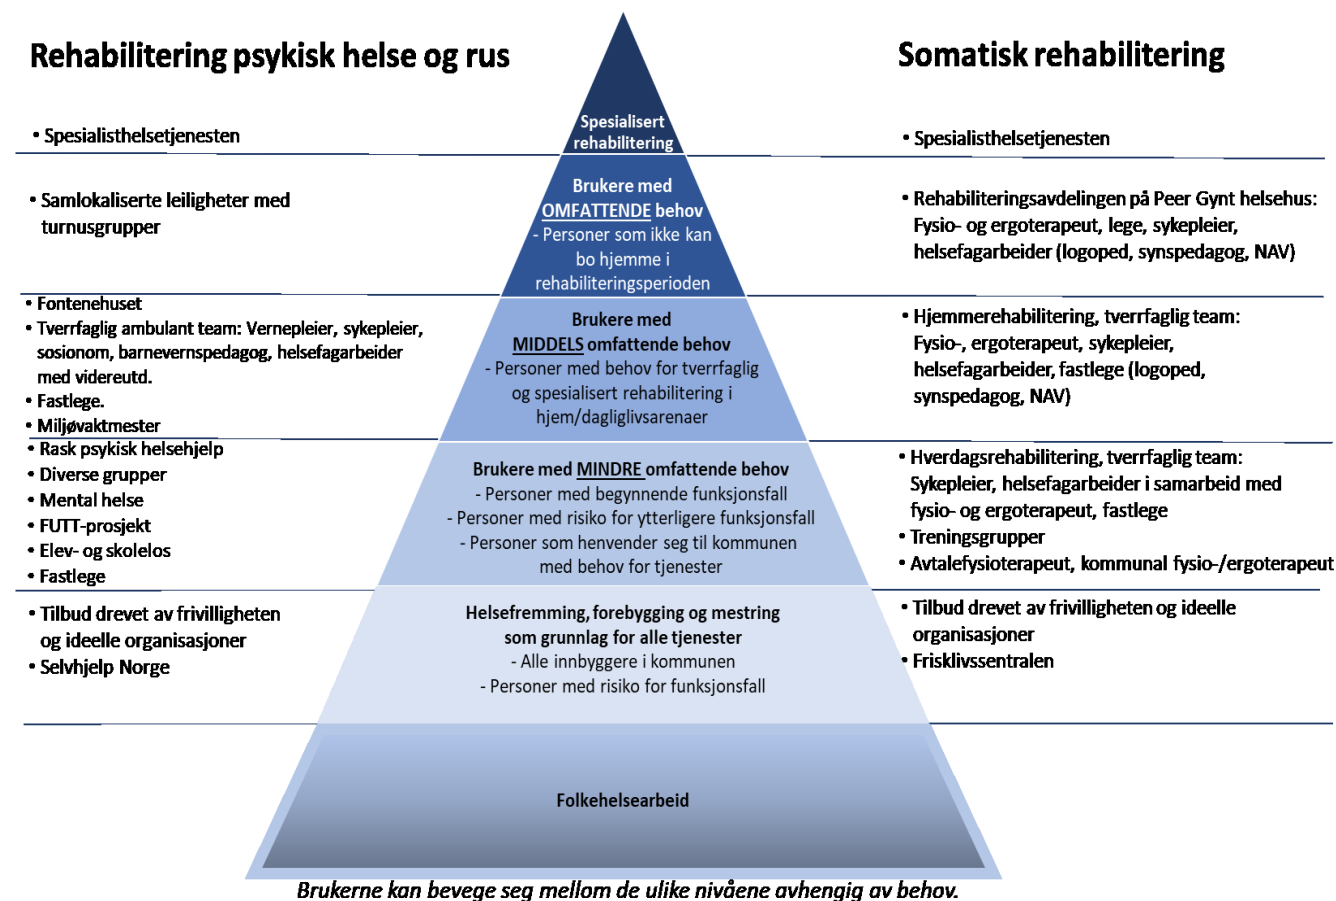 Rehabilitering psykisk helse og rus
Somatisk rehabilitering
• Spesialisthelsetjenesten
Spesialisert
rehabilitering
• Spesialisthelsetjenesten
• Samlokaliserte leiligheter med
turnusgrupper
Brukere med
OMFATTENDE behov
- Personer som ikke kan
bo hjemme i
rehabiliteringsperioden
• Rehabiliteringsavdelingen på Peer Gynt helsehus:
Fysio- og ergoterapeut, lege, sykepleier,
helsefagarbeider (logoped, synspedagog, NAV)
• Fontenehuset
• Tverrfaglig ambulant team: Vernepleier, sykepleier,
sosionom, barnevernspedagog, helsefagarbeider
med videreutd.
• Fastlege.
• Miljøvaktmester
Brukere med
MIDDELS omfattende behov
- Personer med behov for tverrfaglig
og spesialisert rehabilitering i
hjem/dagliglivsarenaer
• Hjemmerehabilitering, tverrfaglig team:
Fysio-, ergoterapeut, sykepleier,
helsefagarbeider, fastlege (logoped,
synspedagog, NAV)
• Rask psykisk helsehjelp
• Diverse grupper
• Mental helse
• FUTT-prosjekt
• Elev- og skolelos
• Fastlege
Brukere med MINDRE omfattende behov
- Personer med begynnende funksjonsfall
- Personer med risiko for ytterligere funksjonsfall
- Personer som henvender seg til kommunen
med behov for tjenester
• Hverdagsrehabilitering, tverrfaglig team:
Sykepleier, helsefagarbeider i samarbeid med
fysio- og ergoterapeut, fastlege
• Treningsgrupper
• Avtalefysioterapeut, kommunal fysio-/ergoterapeut
• Tilbud drevet av frivilligheten
og ideelle organisasjoner
• Selvhjelp Norge
Helsefremming, forebygging og mestring
som grunnlag for alle tjenester
- Alle innbyggere i kommunen
- Personer med risiko for funksjonsfall
• Tilbud drevet av frivilligheten og ideelle
organisasjoner
• Frisklivssentralen
Folkehelsearbeid
Brukerne kan bevege seg mellom de ulike nivåene avhengig av behov.